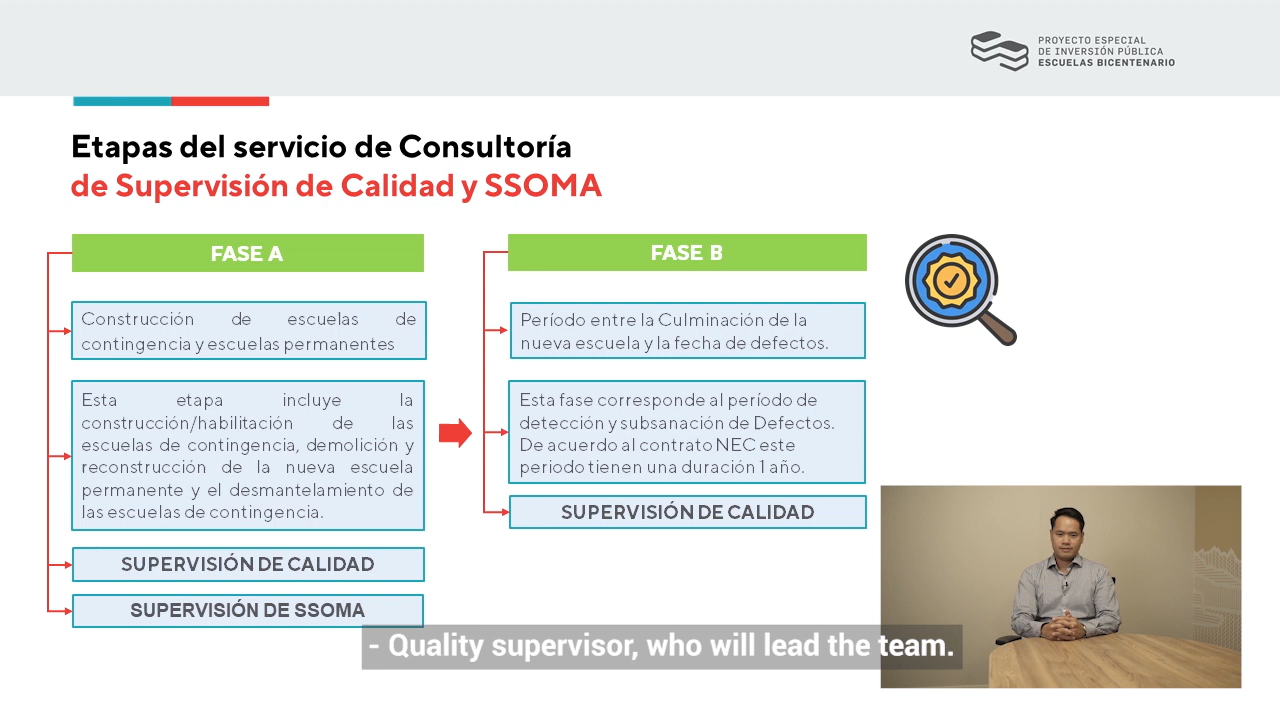 PROYECTO ESPECIAL
DE INVERSIÓN PÚBLICA
ESCUELAS BICENTENARIO
Etapas del servicio de Consultoría
de Supervisión de Calidad y SSOMA
FASE A
Construcción de escuelas de
contingencia y escuelas permanentes
Esta etapa incluye la
construcción/habilitación de las
escuelas de contingencia, demolición y
reconstrucción de la nueva escuela
permanente y el desmantelamiento de
las escuelas de contingencia.
SUPERVISIÓN DE CALIDAD
SUPERVISIÓN DE SSOMA
FASE B
Período entre la Culminación de la
nueva escuela y la fecha de defectos.
Esta fase corresponde al período de
detección y subsanación de Defectos.
De acuerdo al contrato NEC este
periodo tienen una duración 1 año.
SUPERVISIÓN DE CALIDAD
- Quality supervisor, who will lead the team.